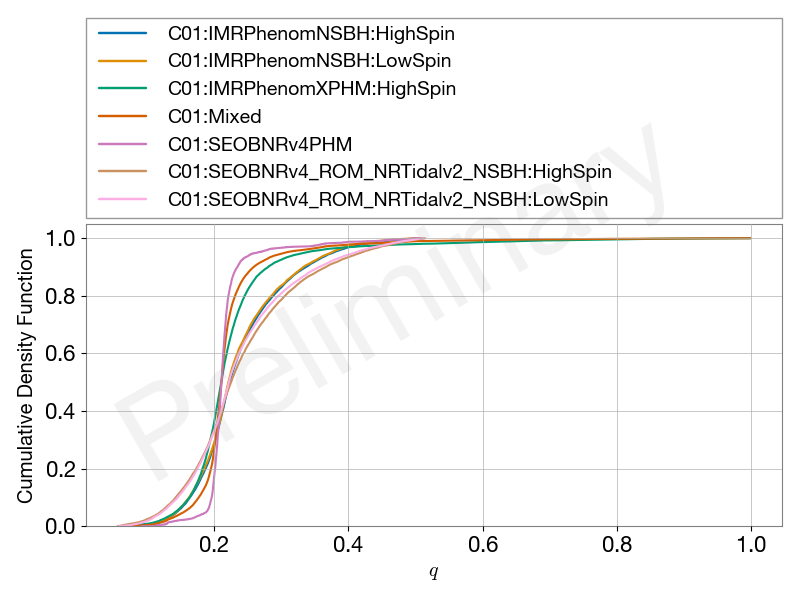 C01:IMRPhenomNSBH:HighSpin
C01:IMRPhenomNSBH:LowSpin
C01:IMRPhenomXPHM:HighSpin
C01:Mixed
C01:SEOBNRv4PHM
C01:SEOBNRv4_ROM_NRTidalv2_NSBH:HighSpin
C01:SEOBNRv4_ROM_NRTidalv2_NSBH:LowSpin
Preliminary
Cumulative Density Function
1.0
0.8
0.6
0.4
0.2
0.0
0.2 0.4 0.6 0.8 1.0
q